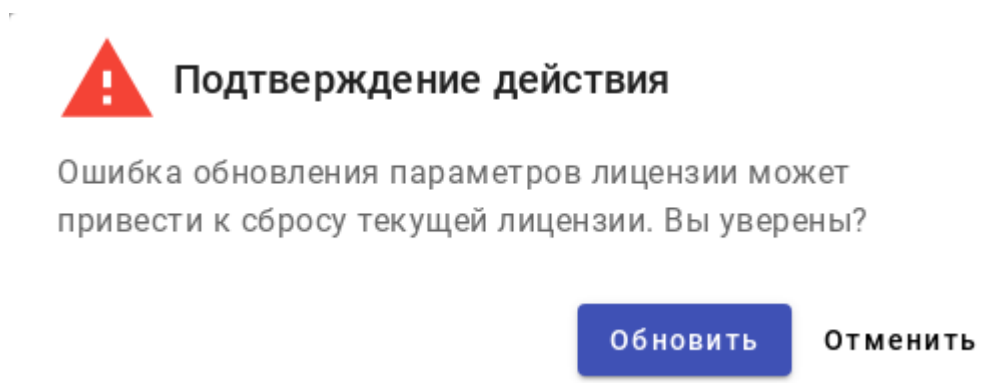 Подтверждение действия
Ошибка обновления параметров лицензии может
привести к сбросу текущей лицензии. Вы уверены?
Обновить Отменить